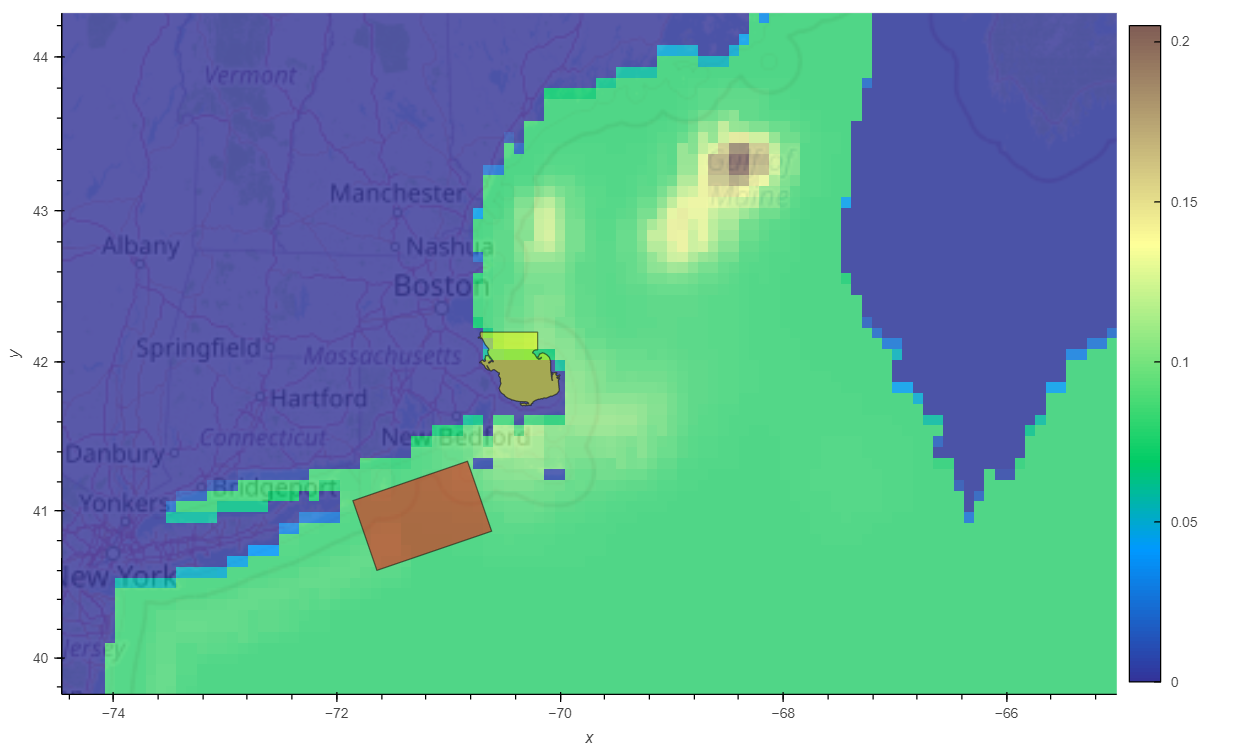 44
43
42
41
40
y
−74
−72
−70
−68
−66
x
Vermont
Manchester
Albany
Nashua
Boston
Springfield
Massachusetts
Hartford
Connecticut
New Bedford
Danbury
Bridgeport
Yonkers
New York
Jersey
Gulf of
Maine
0.2
0.15
0.1
0.05
0